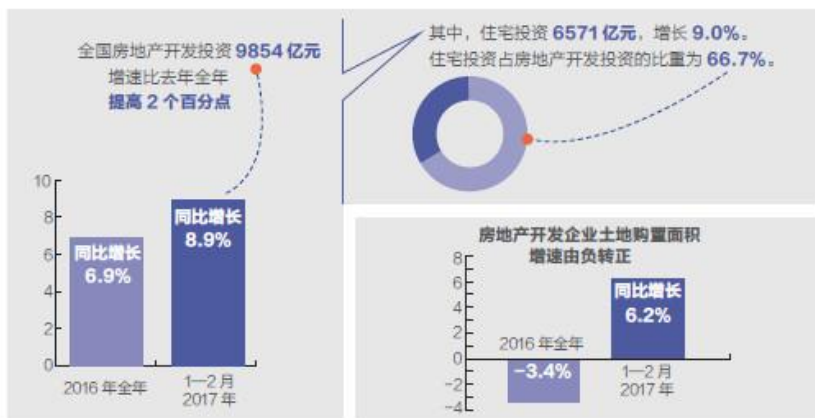 全国房地产开发投资 9854 亿元
增速比去年全年
提高 2 个百分点
10
8
6
4
2
0
同比增长
6.9%
同比增长
8.9%
2016 年全年
1—2 月
2017 年
其中，住宅投资 6571 亿元，增长 9.0%。
住宅投资占房地产开发投资的比重为 66.7%。
房地产开发企业土地购置面积
增速由负转正
8
6
4
2
0
−2
−4
2016 年全年
−3.4%
同比增长
6.2%
1—2 月
2017 年